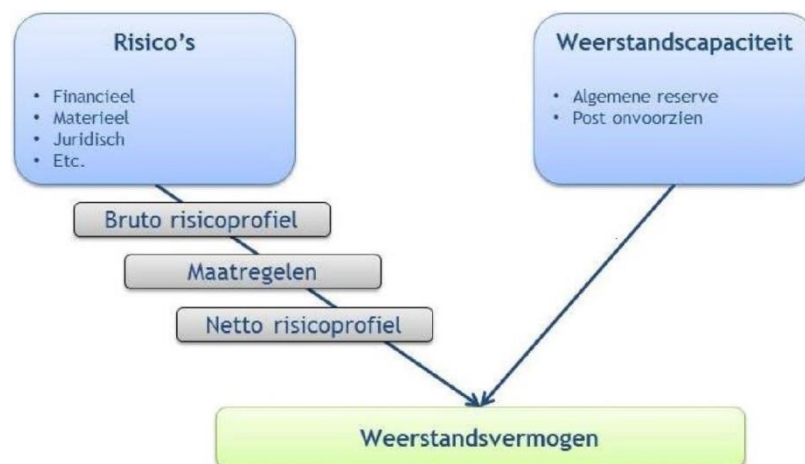 Risico's
• Financieel
• Materieel
• Juridisch
• Etc.
Weerstandscapaciteit
• Algemene reserve
• Post onvoorzien
Bruto risicoprofiel
Maatregelen
Netto risicoprofiel
Weerstandsvermogen